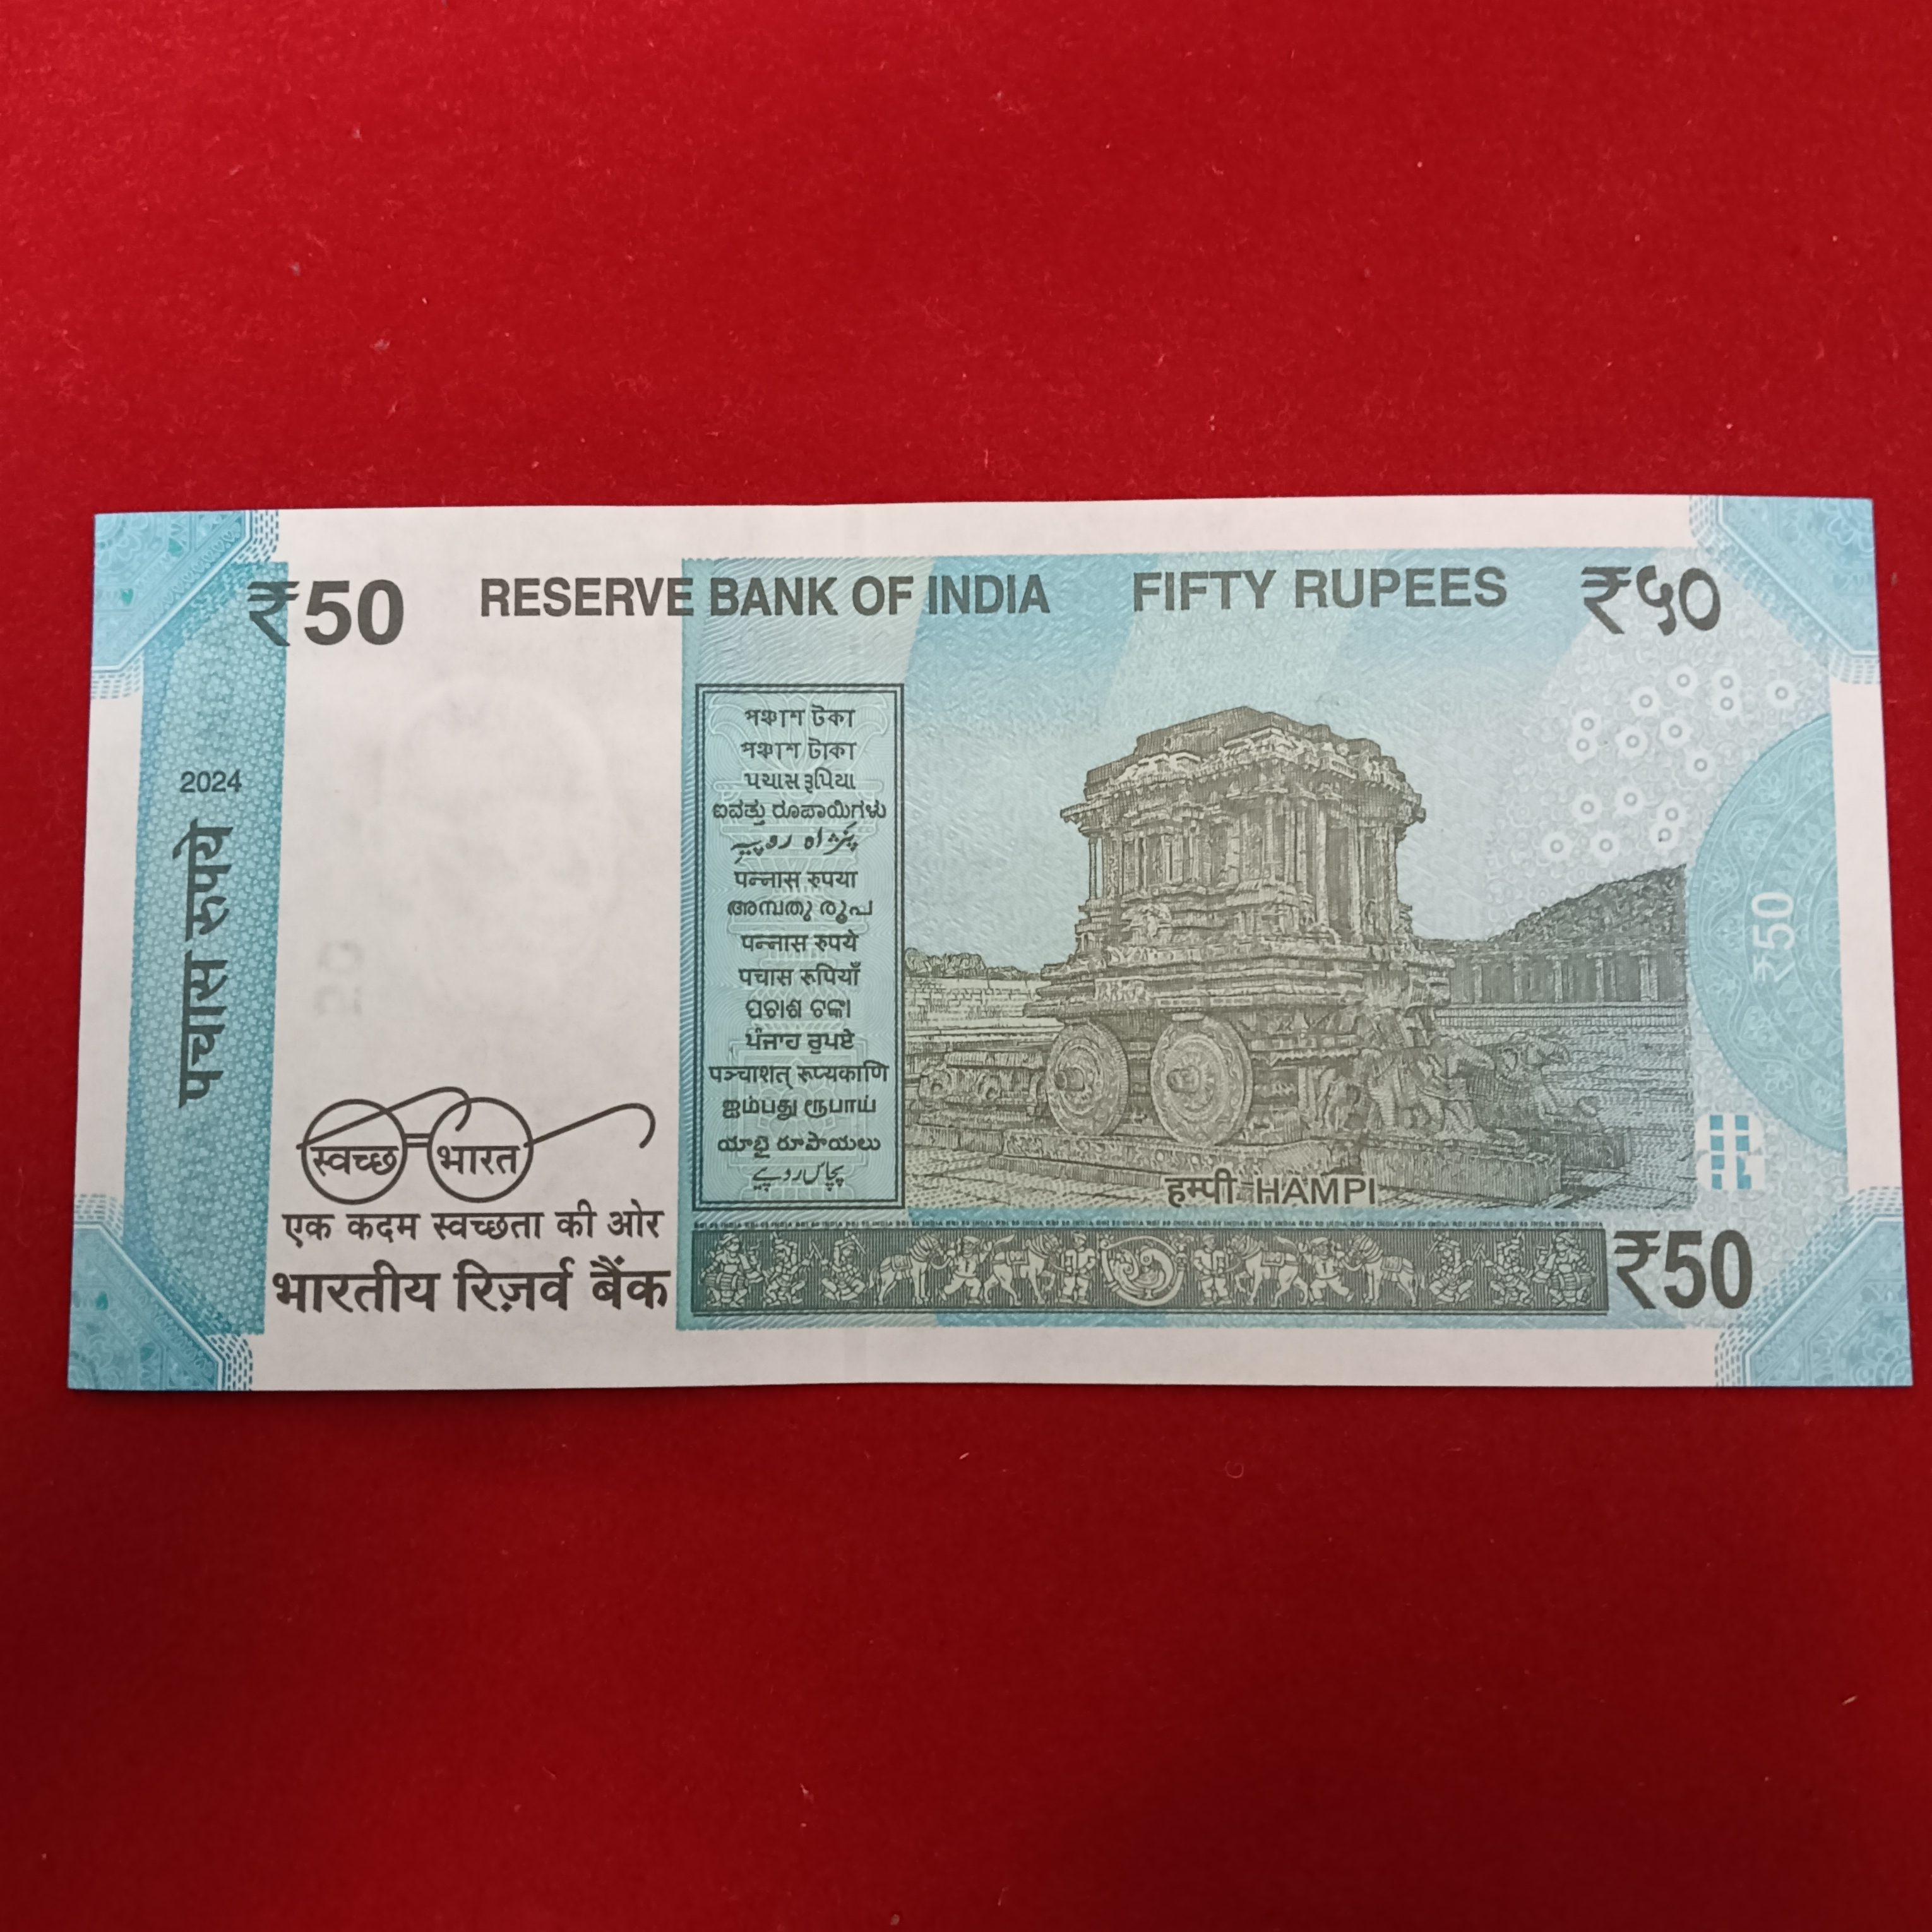 ₹50
RESERVE BANK OF INDIA
FIFTY RUPEES
₹५०
2024
पचास रुपये
পঞ্চাশ টকা
পঞ্চাশ টাকা
પચાસ રૂપિયા
ಐವತ್ತು ರೂಪಾಯಿಗಳು
पन्नास रुपया
അമ്പതു രൂപ
पन्नास रुपये
पचास रुपियाँ
ପଚାଶ ଟଙ୍କା
ਪੰਜਾਹ ਰੁਪਏ
पञ्चाशत् रूप्यकाणि
ஐம்பது ரூபாய்
యాభై రూపాయలు
پچاس روپے
₹50
स्वच्छ भारत
एक कदम स्वच्छता की ओर
भारतीय रिज़र्व बैंक
हम्पी HAMPI
₹50